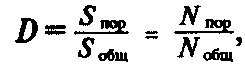 D = S пор / S общ = N пор / N общ,